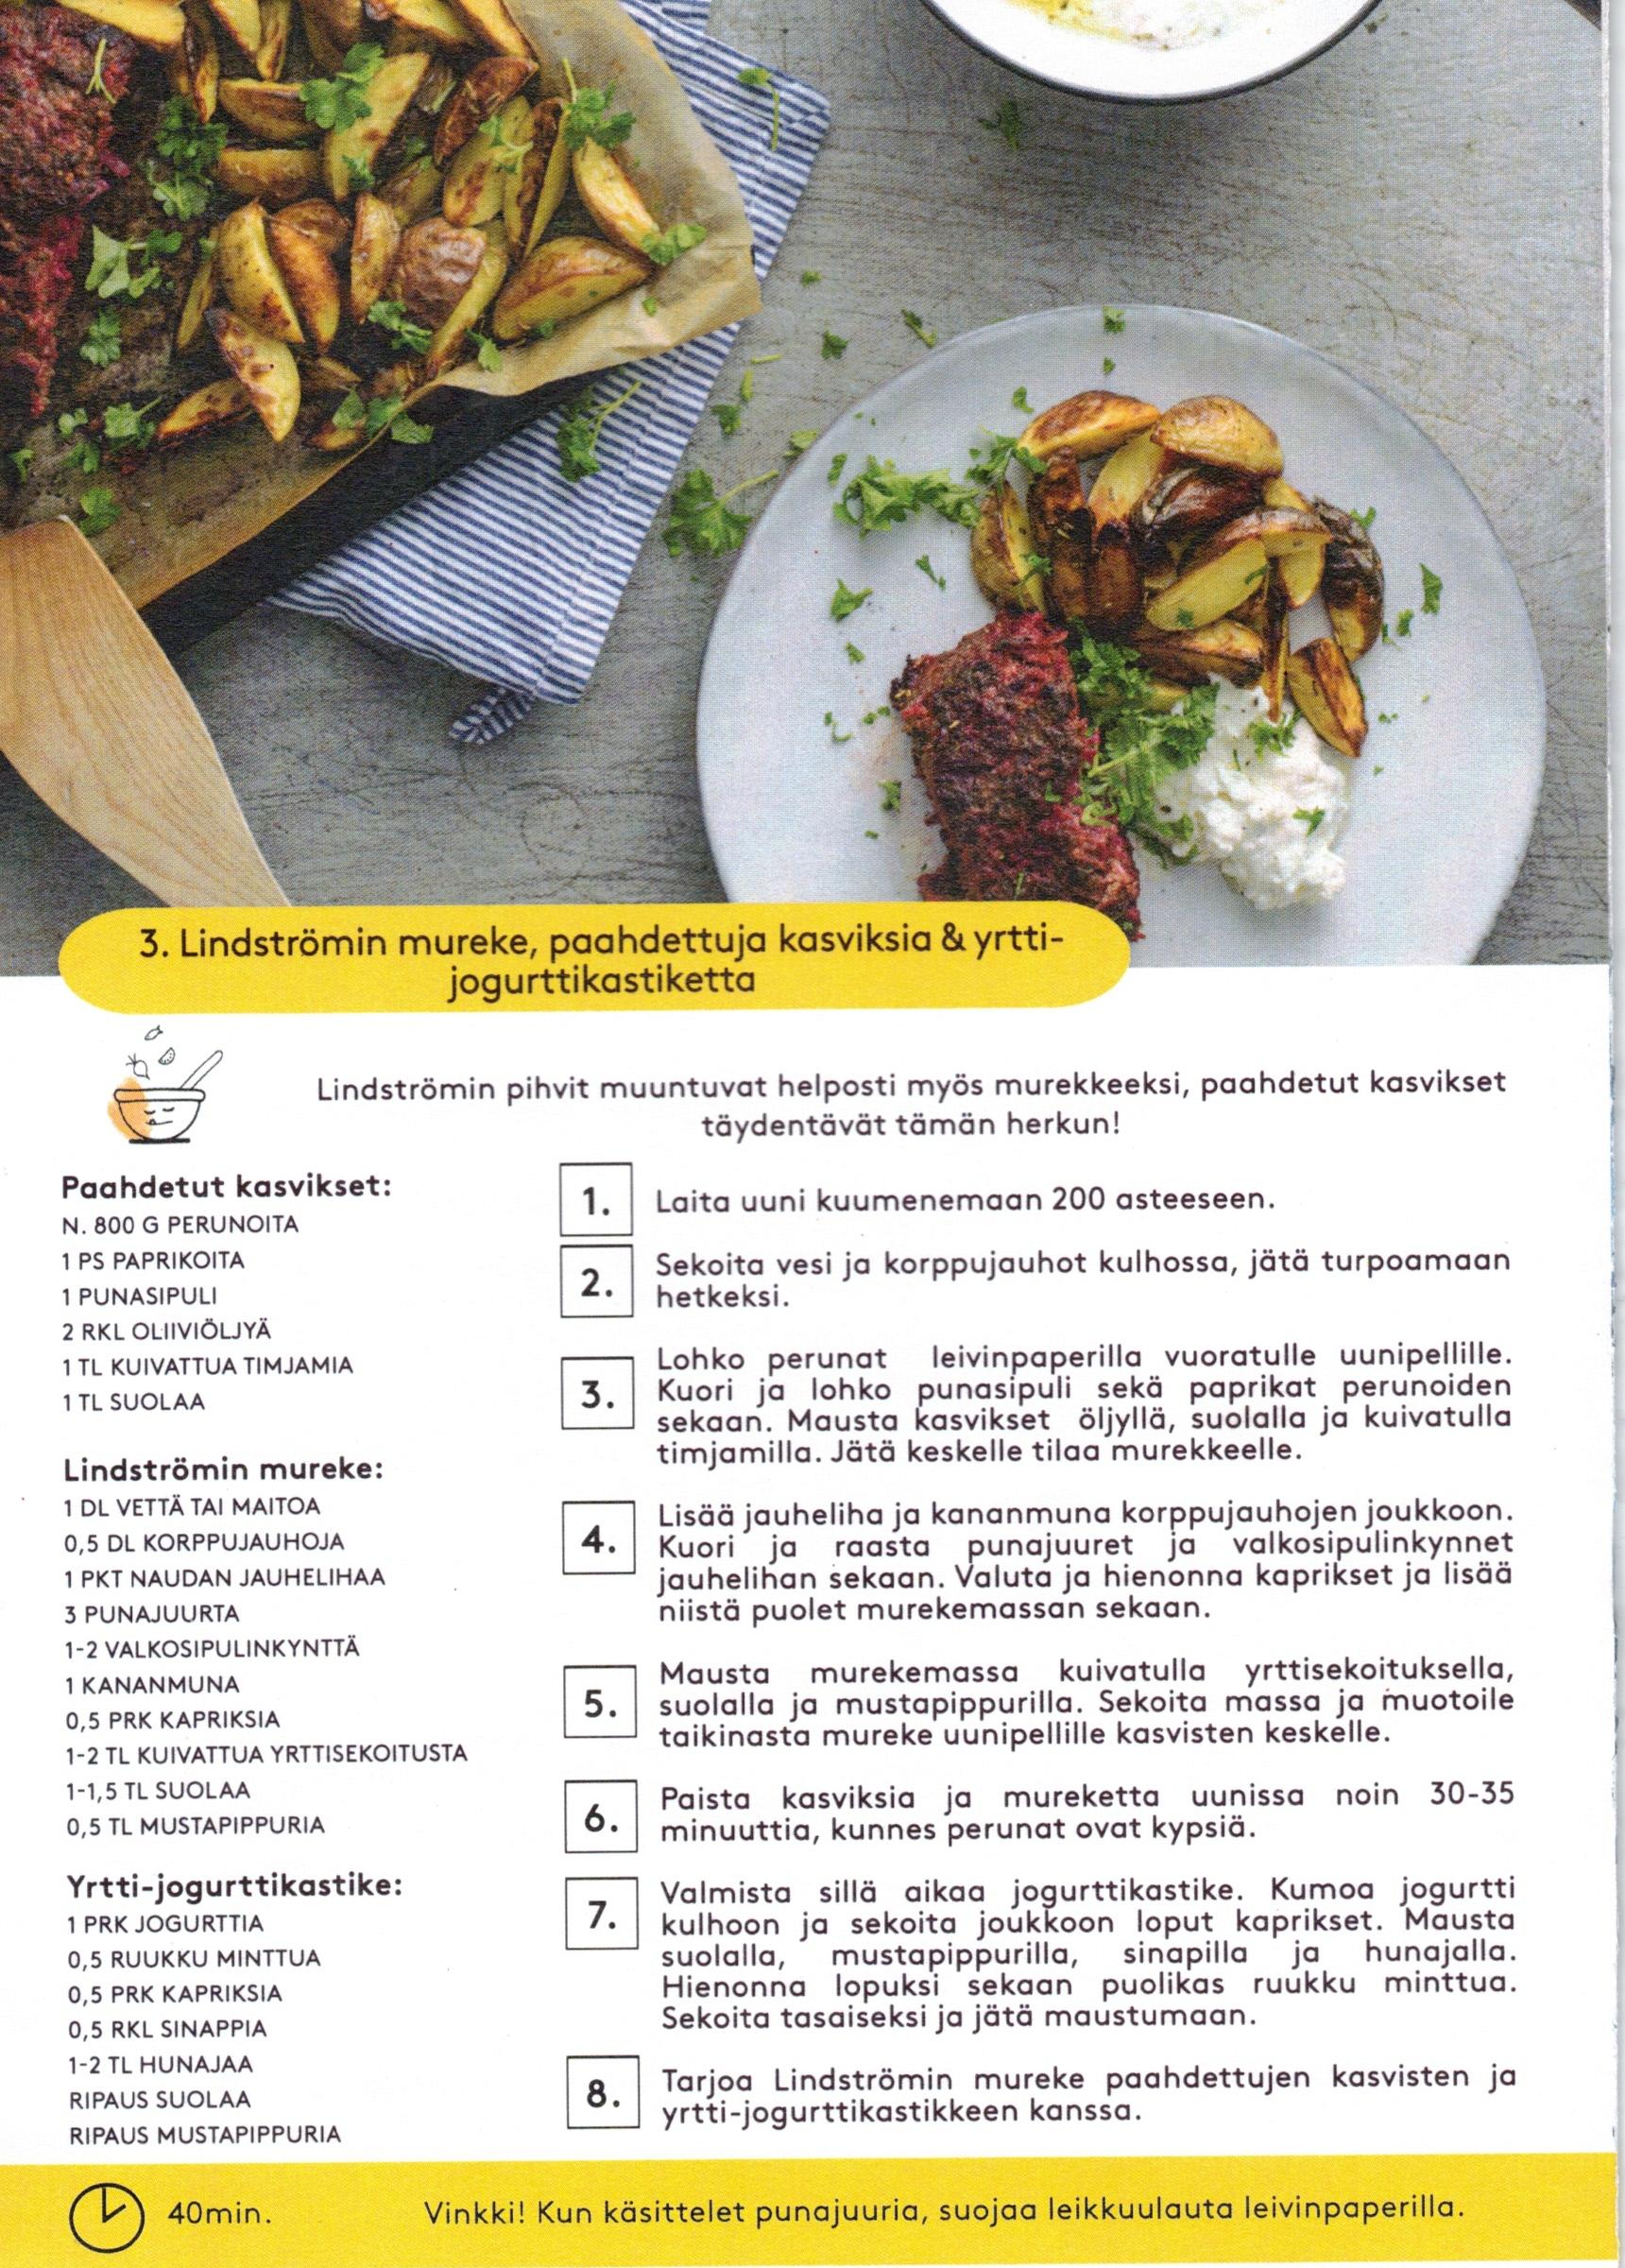 3. Lindströmin mureke, paahdettuja kasviksia & yrtti-
jogurttikastiketta
Lindströmin pihvit muuntuvat helposti myös murekkeeksi, paahdetut kasvikset
täydentävät tämän herkun!
Paahdetut kasvikset:
N. 800 G PERUNOITA
1 PS PAPRIKOITA
1 PUNASIPULI
2 RKL OLIIVIÖLJYÄ
1 TL KUIVATTUA TIMJAMIA
1 TL SUOLAA
Lindströmin mureke:
1 DL VETTÄ TAI MAITOA
0,5 DL KORPPUJAUHOJA
1 PKT NAUDAN JAUHELIHAA
3 PUNAJUURTA
1-2 VALKOSIPULINKYNTTÄ
1 KANANMUNA
0,5 PRK KAPRIKSIA
1-2 TL KUIVATTUA YRTTISEKOITUSTA
1-1,5 TL SUOLAA
0,5 TL MUSTAPIPPURIA
Yrtti-jogurttikastike:
1 PRK JOGURTTIA
0,5 RUUKKU MINTTUA
0,5 PRK KAPRIKSIA
0,5 RKL SINAPPIA
1-2 TL HUNAJAA
RIPAUS SUOLAA
RIPAUS MUSTAPIPPURIA
1. Laita uuni kuumenemaan 200 asteeseen.
2. Sekoita vesi ja korppujauhot kulhossa, jätä turpoamaan
hetkeksi.
3. Lohko perunat leivinpaperilla vuoratulle uunipellille.
Kuori ja lohko punasipuli sekä paprikat perunoiden
sekaan. Mausta kasvikset öljyllä, suolalla ja kuivatulla
timjamilla. Jätä keskelle tilaa murekkeelle.
4. Lisää jauheliha ja kananmuna korppujauhojen joukkoon.
Kuori ja raasta punajuuret ja valkosipulinkynnet
jauhelihan sekaan. Valuta ja hienonna kaprikset ja lisää
niistä puolet murekemassan sekaan.
5. Mausta murekemassa kuivatulla yrttisekoituksella,
suolalla ja mustapippurilla. Sekoita massa ja muotoile
taikinasta mureke uunipellille kasvisten keskelle.
6. Paista kasviksia ja mureketta uunissa noin 30-35
minuuttia, kunnes perunat ovat kypsiä.
7. Valmista sillä aikaa jogurttikastike. Kumoa jogurtti
kulhoon ja sekoita joukkoon loput kaprikset. Mausta
suolalla, mustapippurilla, sinapilla ja hunajalla.
Hienonna lopuksi sekaan puolikas ruukku minttua.
Sekoita tasaiseksi ja jätä maustumaan.
8. Tarjoa Lindströmin mureke paahdettujen kasvisten ja
yrtti-jogurttikastikkeen kanssa.
40min.
Vinkki! Kun käsittelet punajuuria, suojaa leikkuulauta leivinpaperilla.